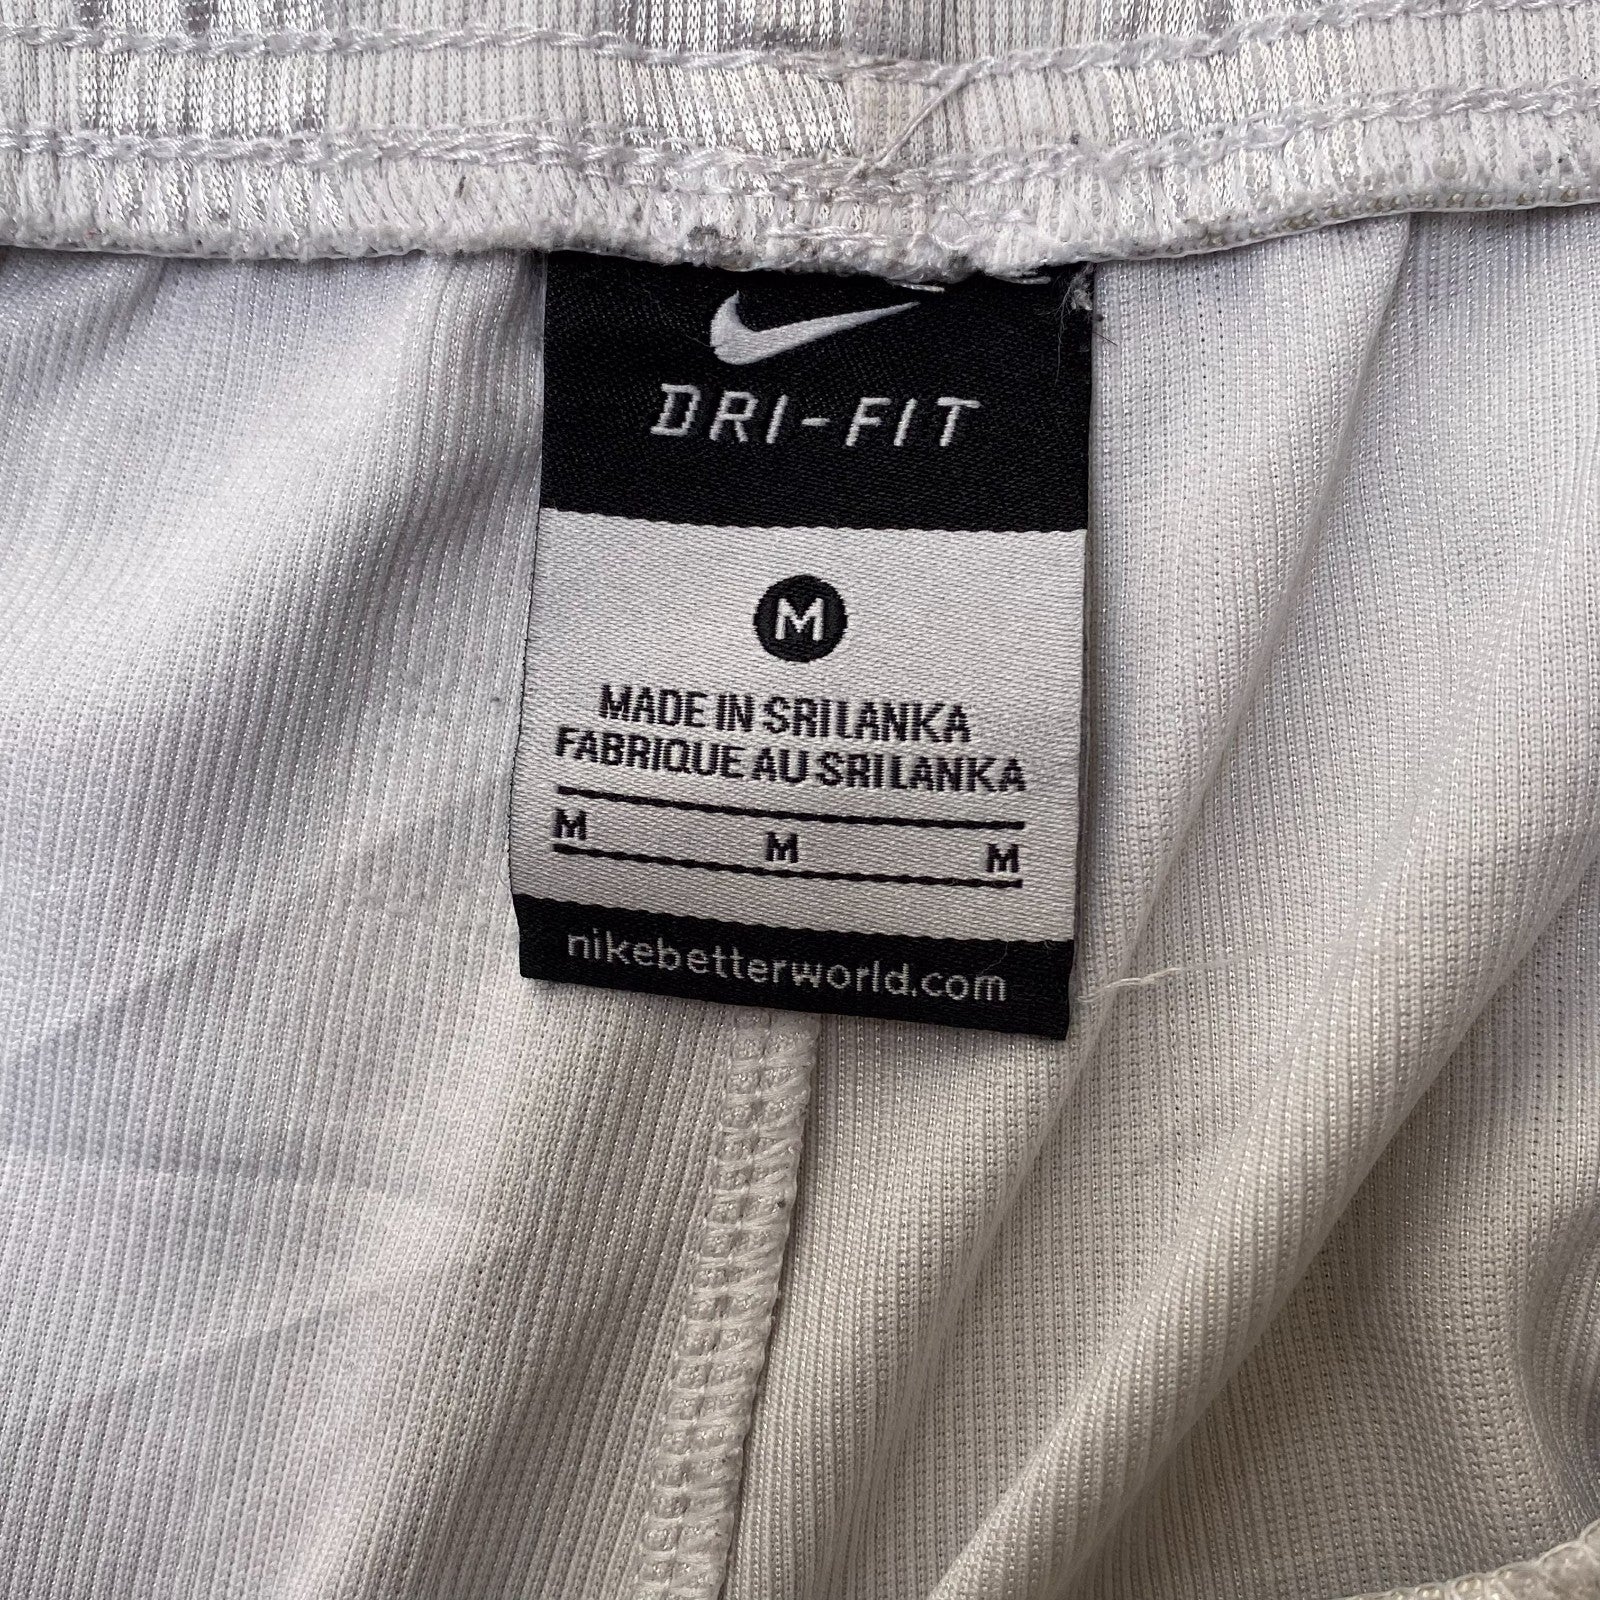 DRI-FIT
M
MADE IN SRI LANKA
FABRIQUE AU SRI LANKA
M M M
nikebetterworld.com